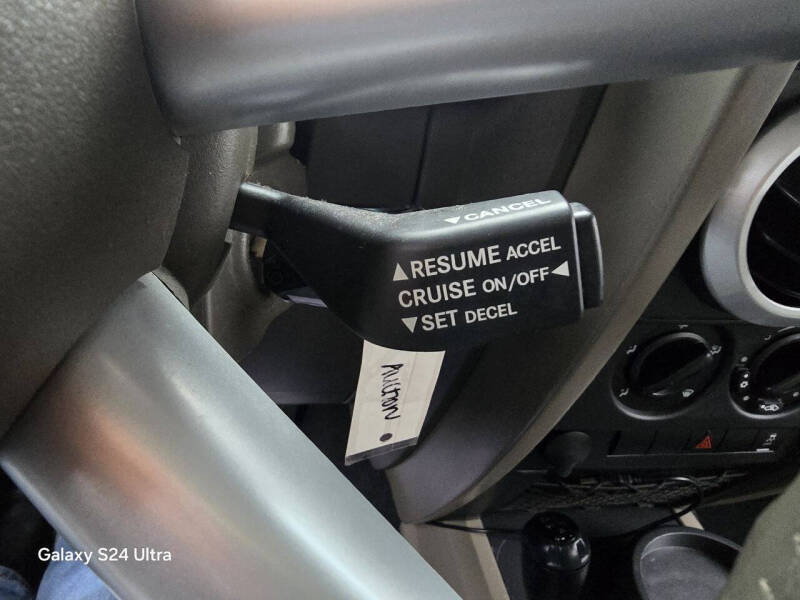 ▼CANCEL
▲RESUME ACCEL
CRUISE ON/OFF◀
▼SET DECEL
Galaxy S24 Ultra